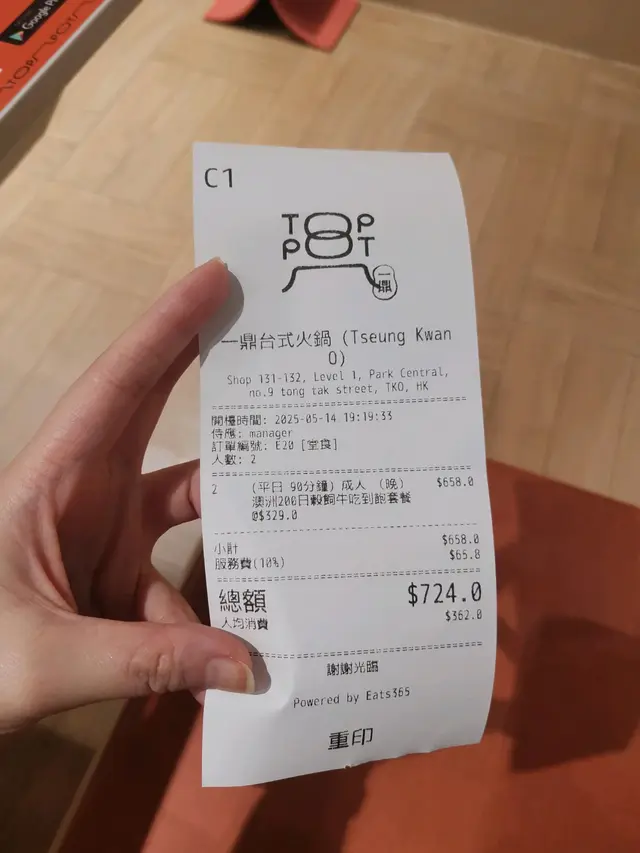 Google Pl
TOP POT
C1
TOP
POT
一鼎
一鼎台式火鍋 (Tseung Kwan
O)
Shop 131-132, Level 1, Park Central,
no.9 tong tak street, TKO, HK
開檯時間: 2025-05-14 19:19:33
侍應: manager
訂單編號: E20 [堂食]
人數: 2
2 (平日 90分鐘) 成人 (晚) $658.0
澳洲200日穀飼牛吃到飽套餐
@$329.0
小計 $658.0
服務費(10%) $65.8
總額 $724.0
人均消費 $362.0
謝謝光臨
Powered by Eats365
重印